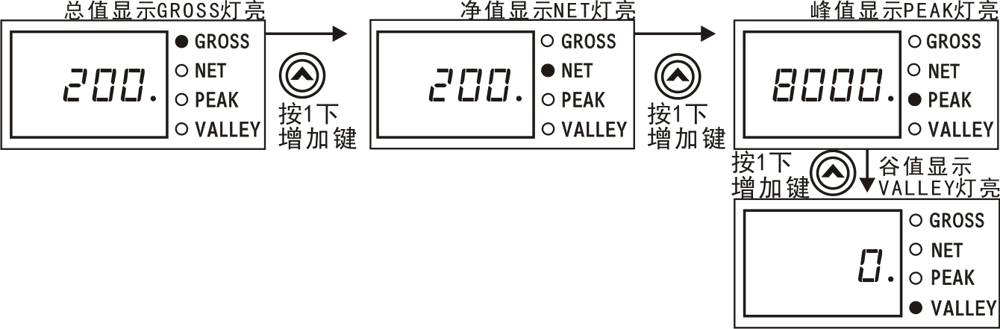 总值显示GROSS灯亮
200.
GROSS
NET
PEAK
VALLEY
按1下
增加键
净值显示NET灯亮
200.
GROSS
NET
PEAK
VALLEY
按1下
增加键
峰值显示PEAK灯亮
8000.
GROSS
NET
PEAK
VALLEY
按1下
增加键
谷值显示
VALLEY灯亮
0.
GROSS
NET
PEAK
VALLEY